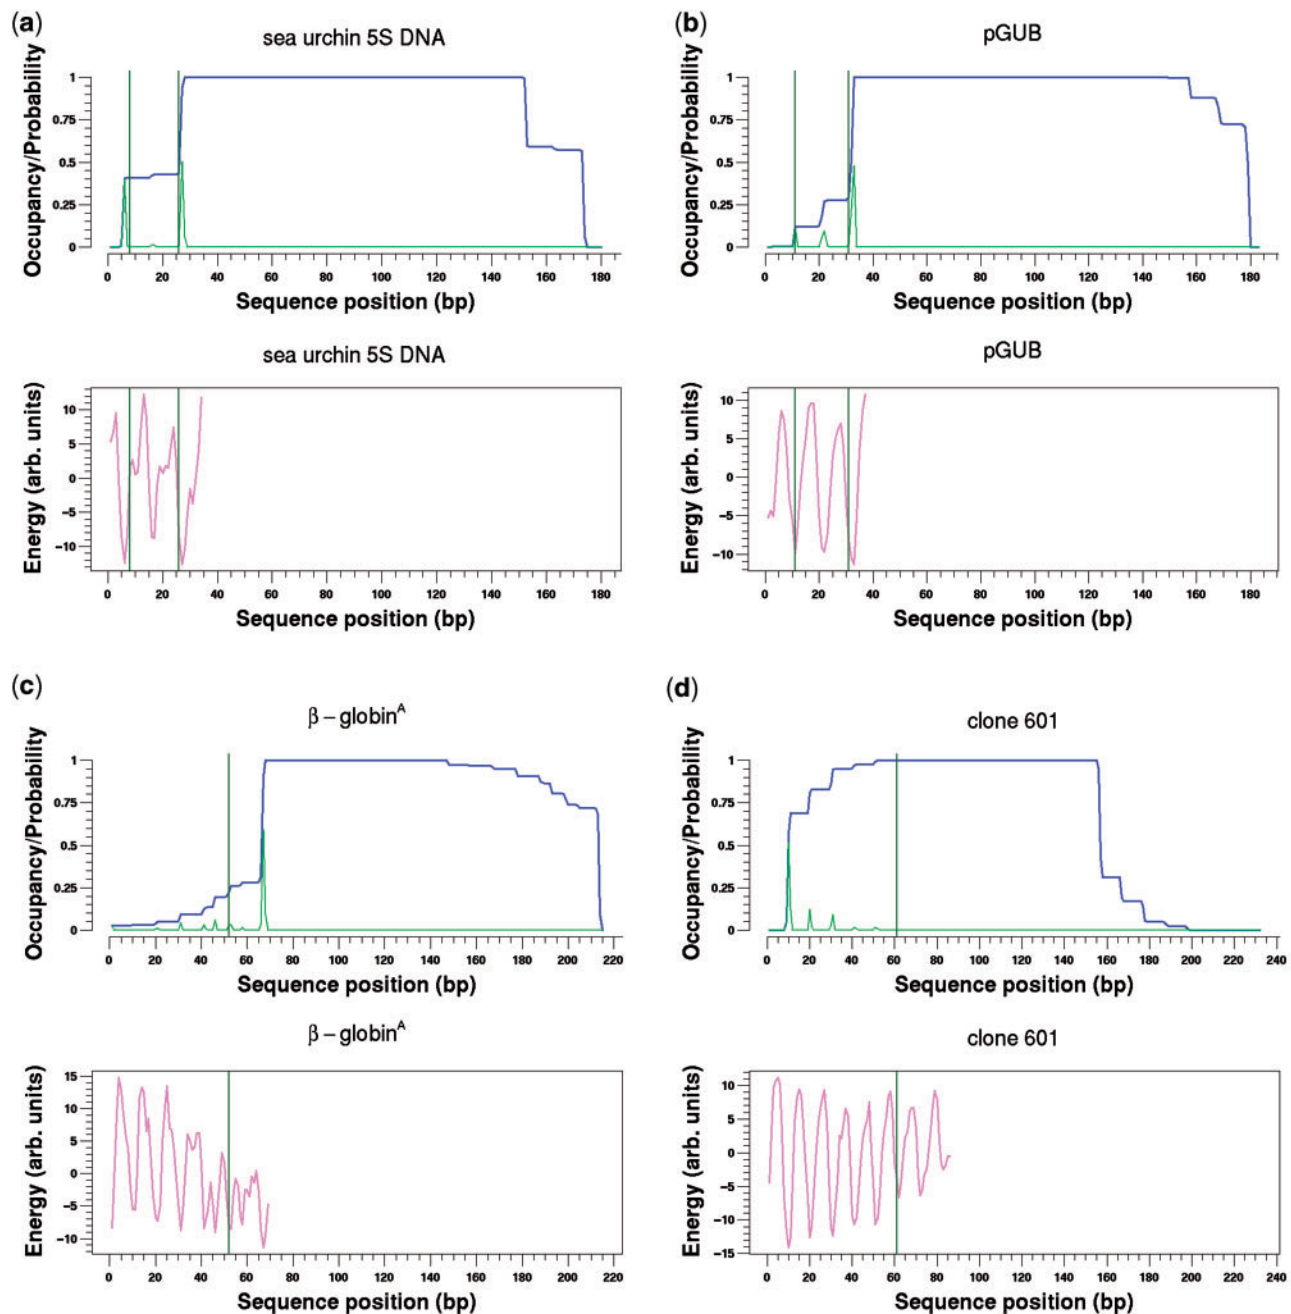 (a)
sea urchin 5S DNA
Occupancy/Probability
1
0.75
0.5
0.25
0
0 20 40 60 80 100 120 140 160 180
Sequence position (bp)
sea urchin 5S DNA
Energy (arb. units)
10
5
0
−5
−10
0 20 40 60 80 100 120 140 160 180
Sequence position (bp)
(b)
pGUB
Occupancy/Probability
1
0.75
0.5
0.25
0
0 20 40 60 80 100 120 140 160 180
Sequence position (bp)
pGUB
Energy (arb. units)
10
5
0
−5
−10
0 20 40 60 80 100 120 140 160 180
Sequence position (bp)
(c)
β − globinᴬ
Occupancy/Probability
1
0.75
0.5
0.25
0
0 20 40 60 80 100 120 140 160 180 200 220
Sequence position (bp)
β − globinᴬ
Energy (arb. units)
15
10
5
0
−5
−10
0 20 40 60 80 100 120 140 160 180 200 220
Sequence position (bp)
(d)
clone 601
Occupancy/Probability
1
0.75
0.5
0.25
0
0 20 40 60 80 100 120 140 160 180 200 220 240
Sequence position (bp)
clone 601
Energy (arb. units)
10
5
0
−5
−10
−15
0 20 40 60 80 100 120 140 160 180 200 220 240
Sequence position (bp)